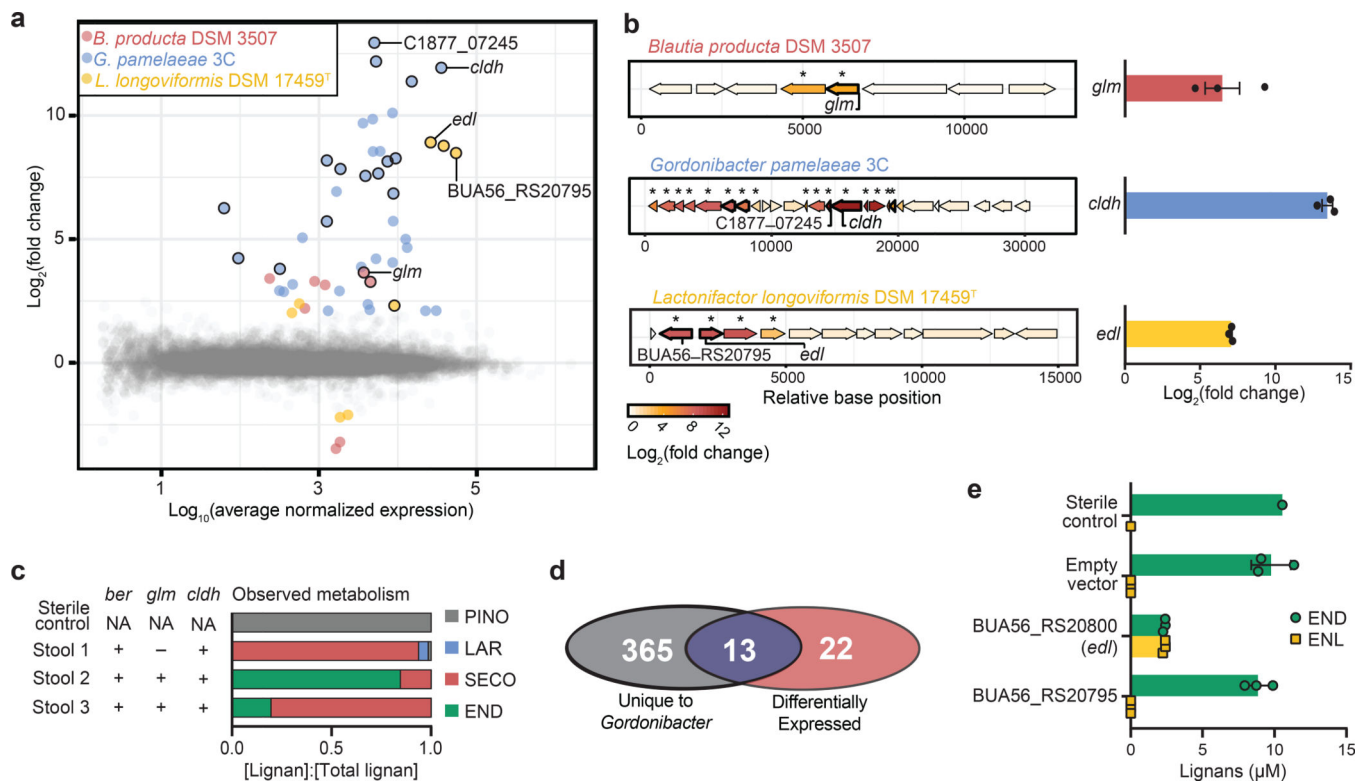 a
B. producta DSM 3507
G. pamelaeae 3C
L. longoviformis DSM 17459ᵀ
C1877_07245
cldh
edl
BUA56_RS20795
glm
10
5
0
Log₂(fold change)
1
3
5
Log₁₀(average normalized expression)
b
Blautia producta DSM 3507
* *
glm
0
5000
10000
Gordonibacter pamelaeae 3C
* * * * * * * * * * * * * * *
C1877_07245
cldh
0
10000
20000
30000
Lactonifactor longoviformis DSM 17459ᵀ
* * * *
BUA56_RS20795
edl
0
5000
10000
15000
Relative base position
0 4 8 12
Log₂(fold change)
glm
cldh
edl
0
5
10
15
Log₂(fold change)
c
ber glm cldh Observed metabolism
Sterile control NA NA NA
Stool 1 + – +
Stool 2 + + +
Stool 3 + + +
0.0
0.5
1.0
[Lignan]:[Total lignan]
PINO
LAR
SECO
END
d
365
13
22
Unique to
Gordonibacter
Differentially
Expressed
e
Sterile
control
Empty
vector
BUA56_RS20800
(edl)
BUA56_RS20795
END
ENL
0
5
10
15
Lignans (µM)